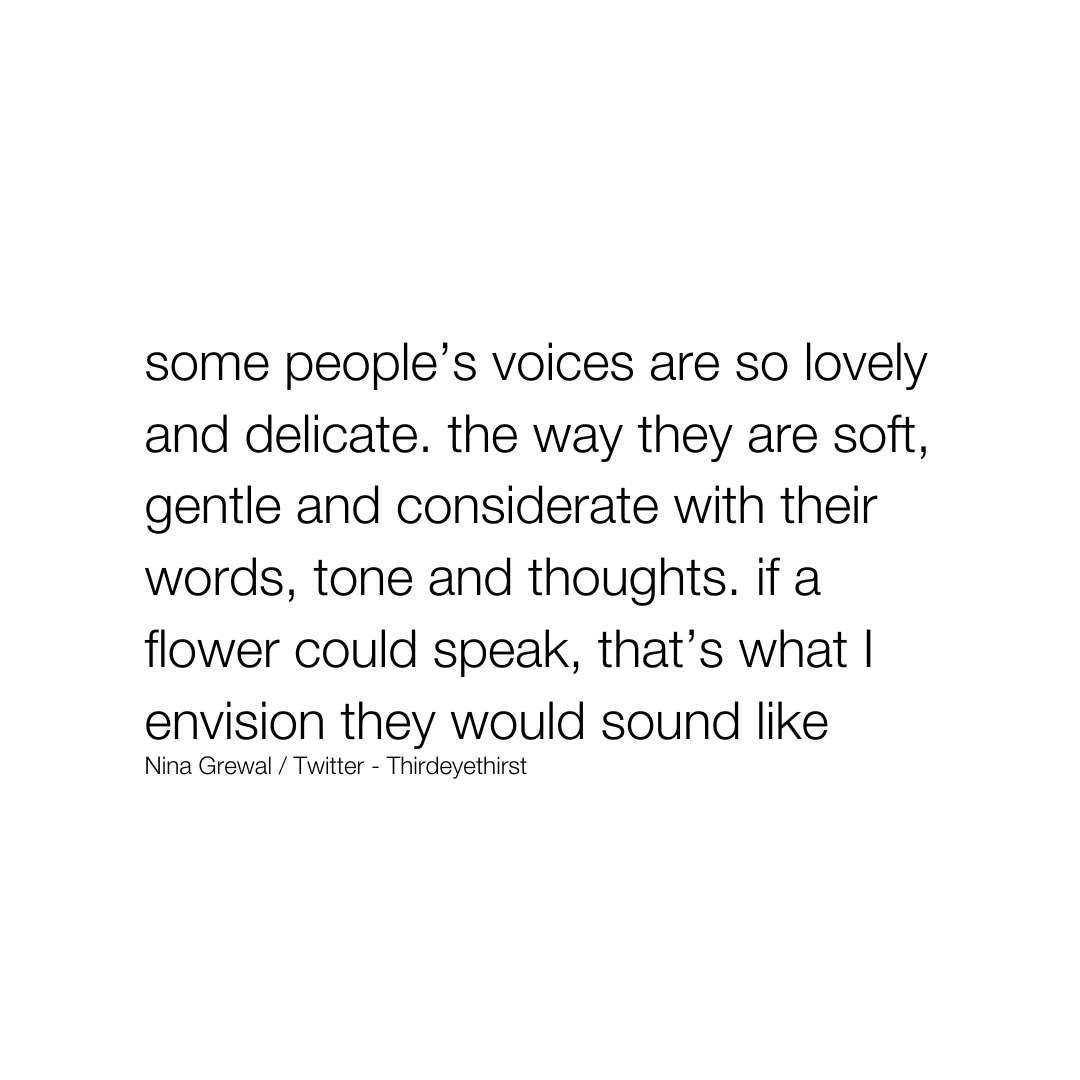 some people’s voices are so lovely
and delicate. the way they are soft,
gentle and considerate with their
words, tone and thoughts. if a
flower could speak, that’s what I
envision they would sound like
Nina Grewal / Twitter - Thirdeyethirst